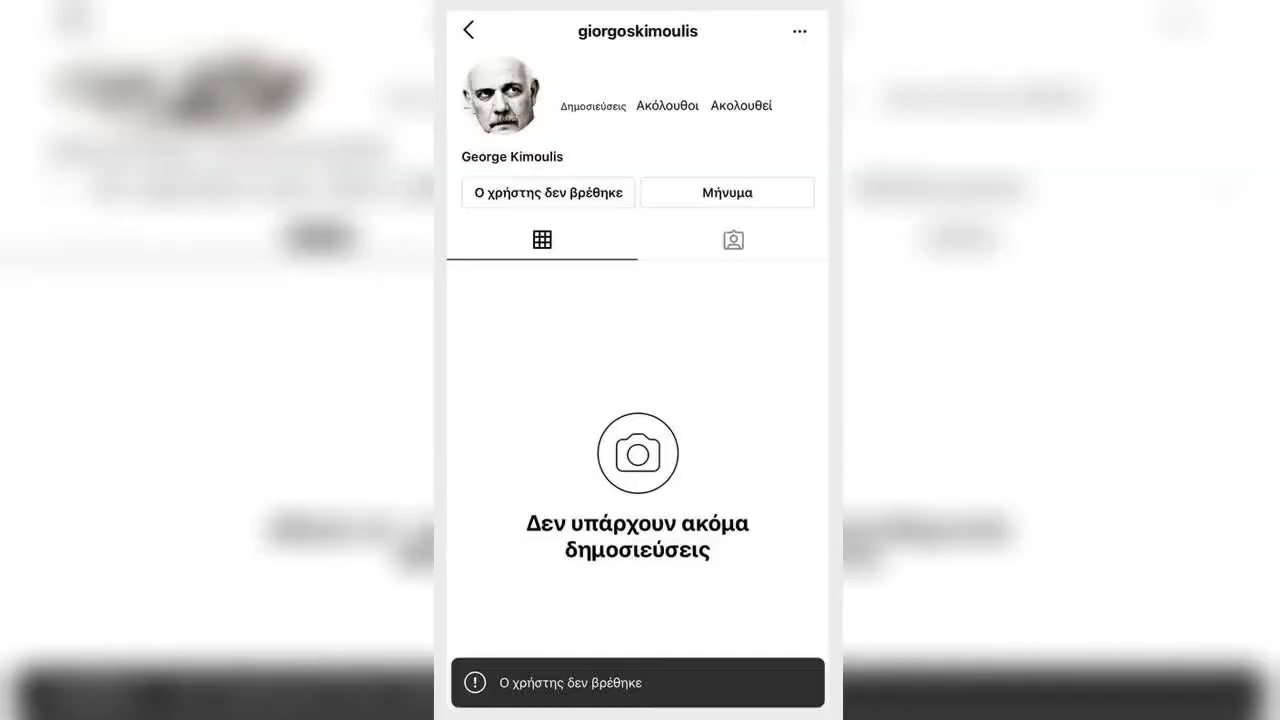 giorgoskimoulis
Δημοσιεύσεις Ακόλουθοι Ακολουθεί
George Kimoulis
Ο χρήστης δεν βρέθηκε Μήνυμα
Δεν υπάρχουν ακόμα
δημοσιεύσεις
Ο χρήστης δεν βρέθηκε